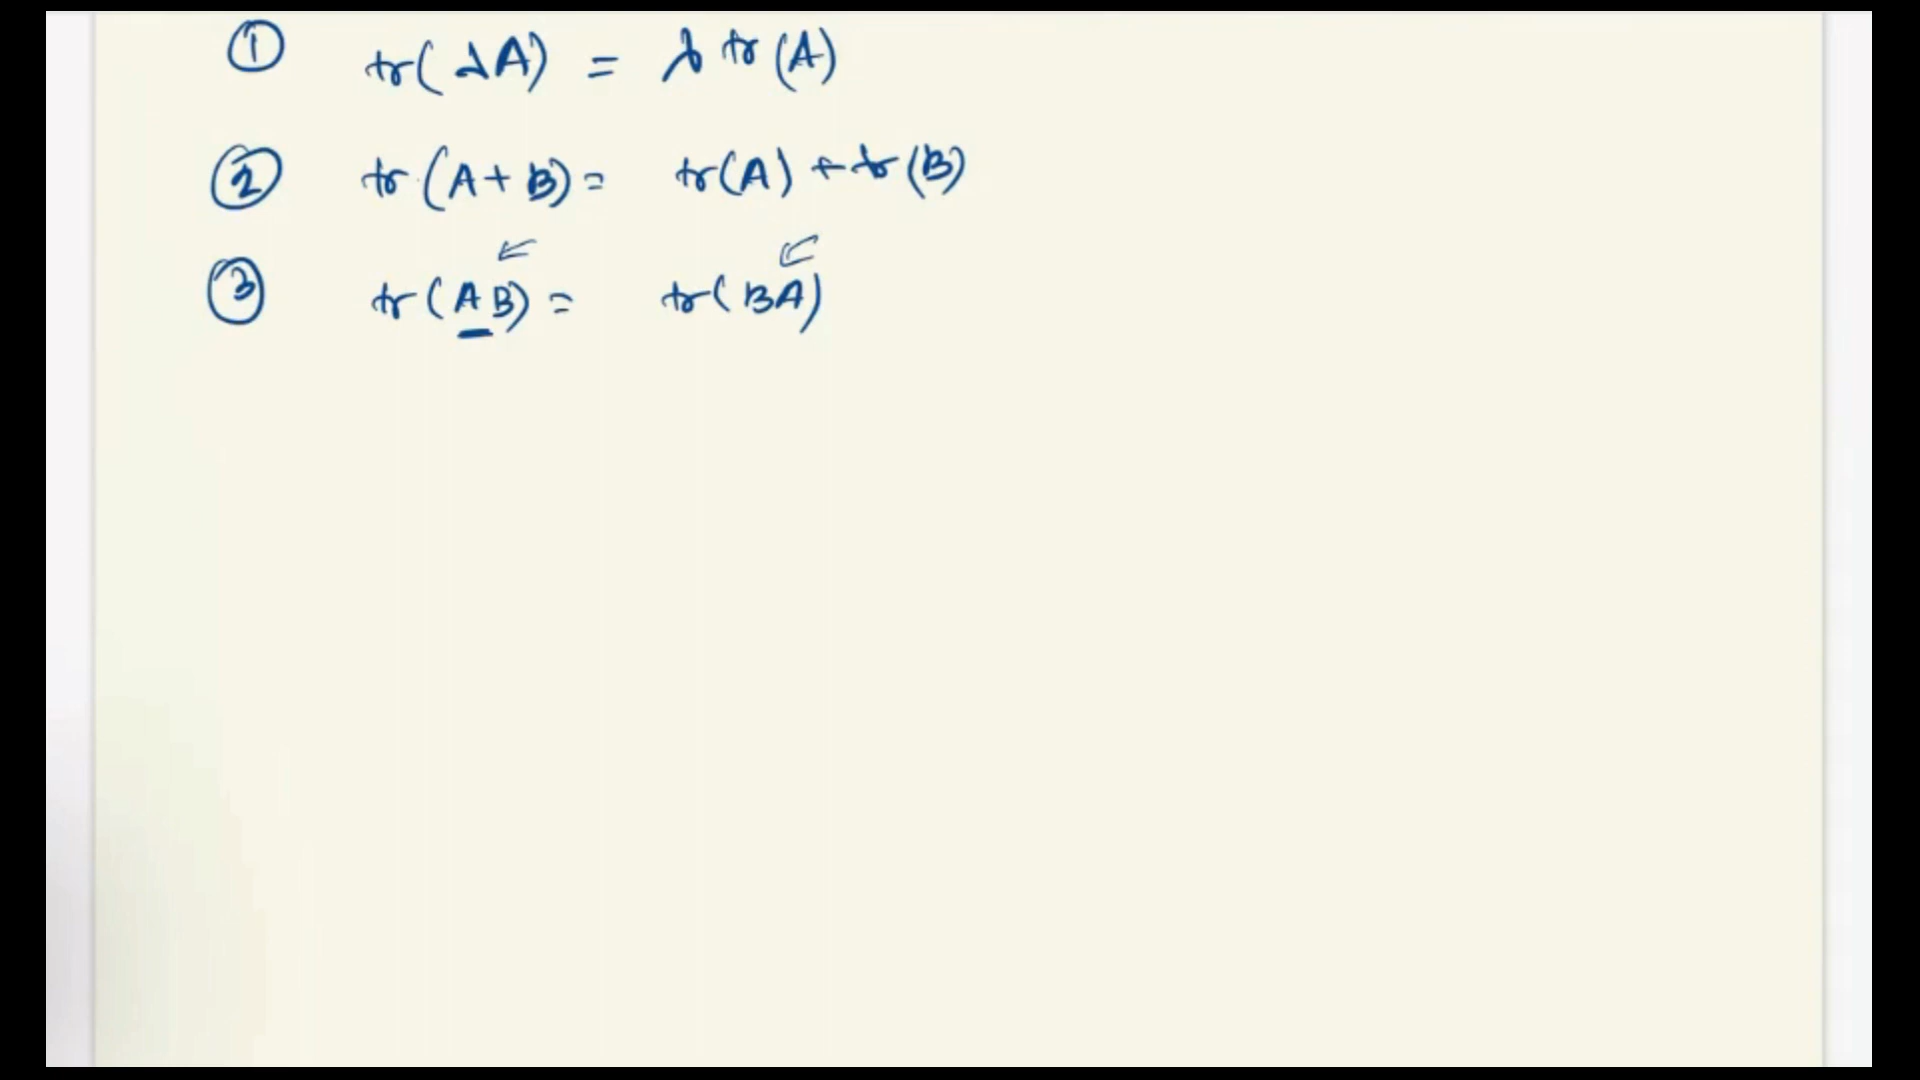 ① tr(λA) = λ tr(A)
② tr(A+B) = tr(A) + tr(B)
③ tr(AB) = tr(BA)